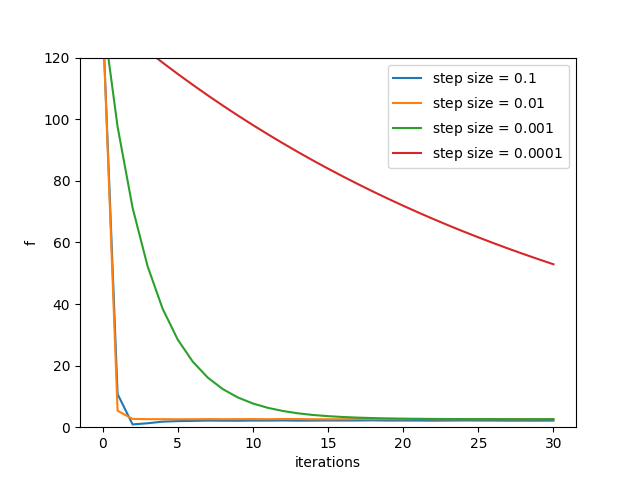 120
100
80
60
40
20
0
f
0 5 10 15 20 25 30
iterations
step size = 0.1
step size = 0.01
step size = 0.001
step size = 0.0001